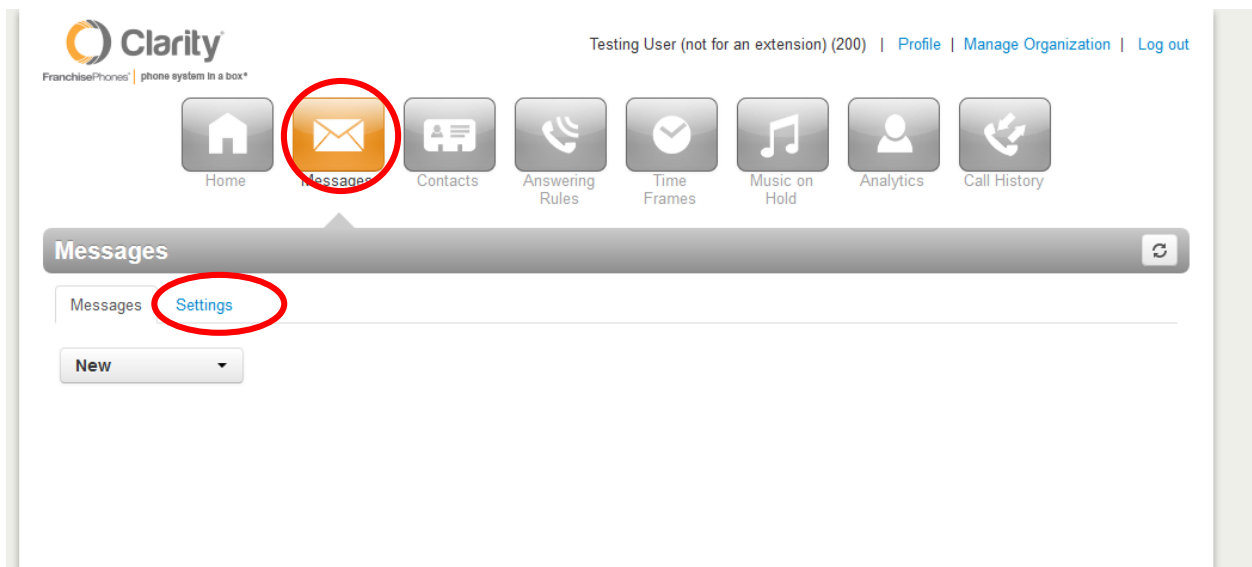 Clarity
FranchisePhones' | phone system in a box*
Testing User (not for an extension) (200) | Profile | Manage Organization | Log out
Home
Messages
Contacts
Answering
Rules
Time
Frames
Music on
Hold
Analytics
Call History
Messages
Messages Settings
New